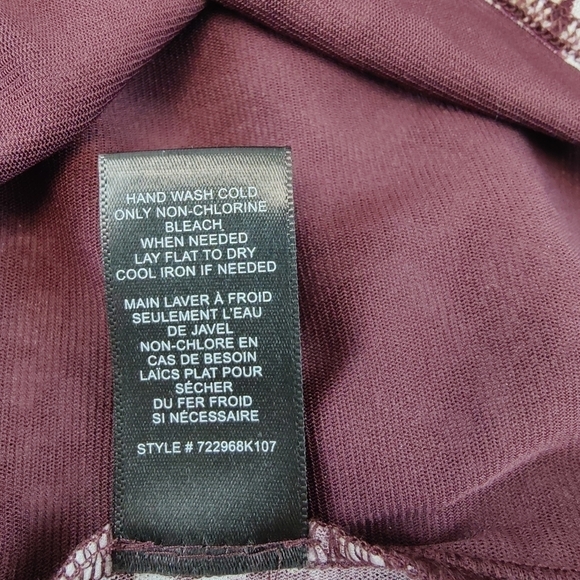 HAND WASH COLD
ONLY NON-CHLORINE
BLEACH
WHEN NEEDED
LAY FLAT TO DRY
COOL IRON IF NEEDED
MAIN LAVER À FROID
SEULEMENT L'EAU
DE JAVEL
NON-CHLORE EN
CAS DE BESOIN
LAÏCS PLAT POUR
SÉCHER
DU FER FROID
SI NÉCESSAIRE
STYLE # 722968K107